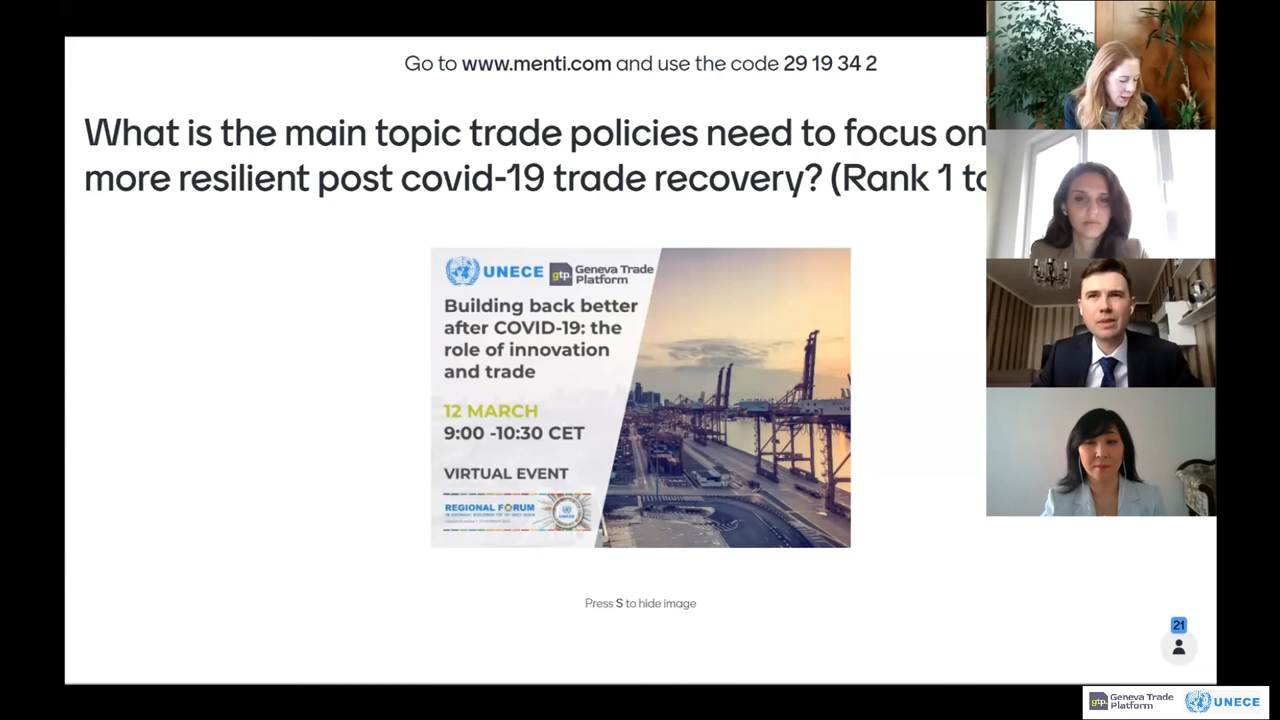 Go to www.menti.com and use the code 29 19 34 2
What is the main topic trade policies need to focus on
more resilient post covid-19 trade recovery? (Rank 1 to
UNECE
gtp
Geneva Trade
Platform
Building back better
after COVID-19: the
role of innovation
and trade
12 MARCH
9:00 -10:30 CET
VIRTUAL EVENT
REGIONAL FORUM
UNECE
Press S to hide image
21
gtp
Geneva Trade
Platform
UNECE